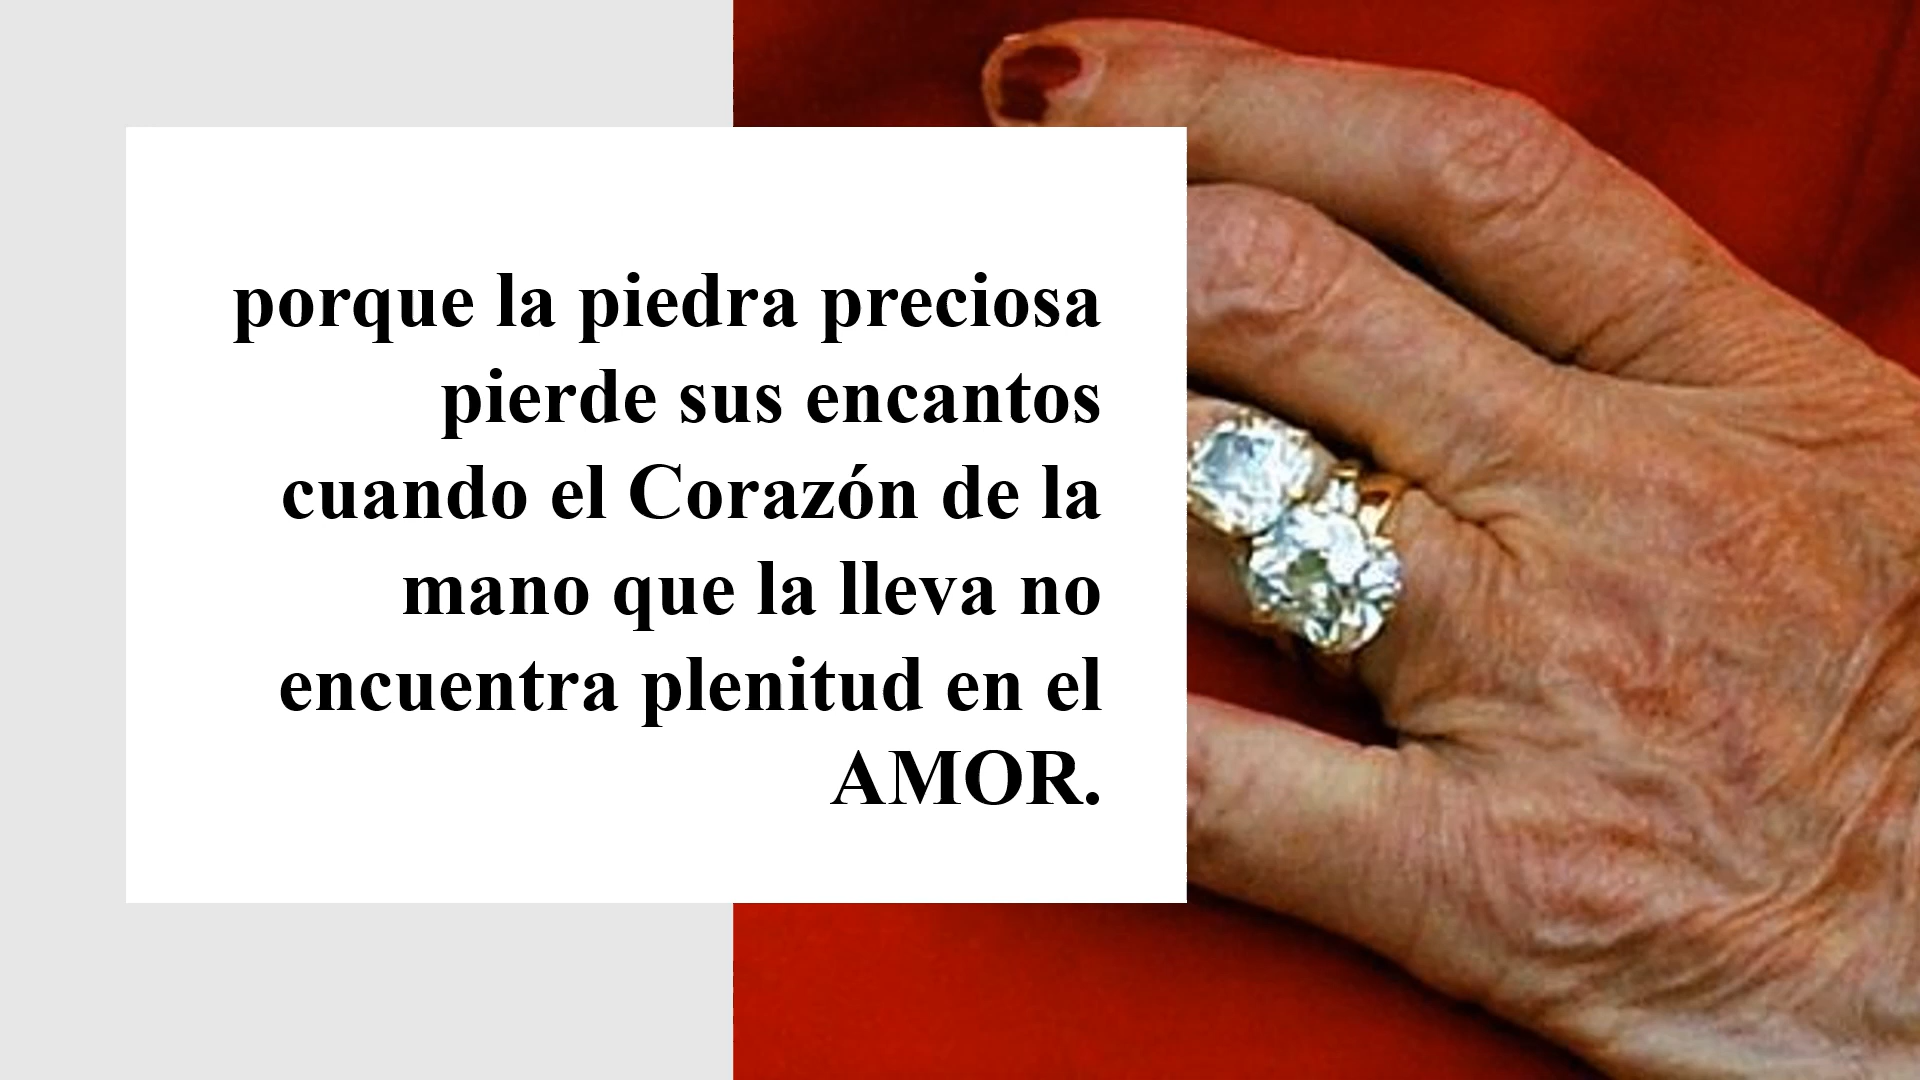 porque la piedra preciosa
pierde sus encantos
cuando el Corazón de la
mano que la lleva no
encuentra plenitud en el
AMOR.